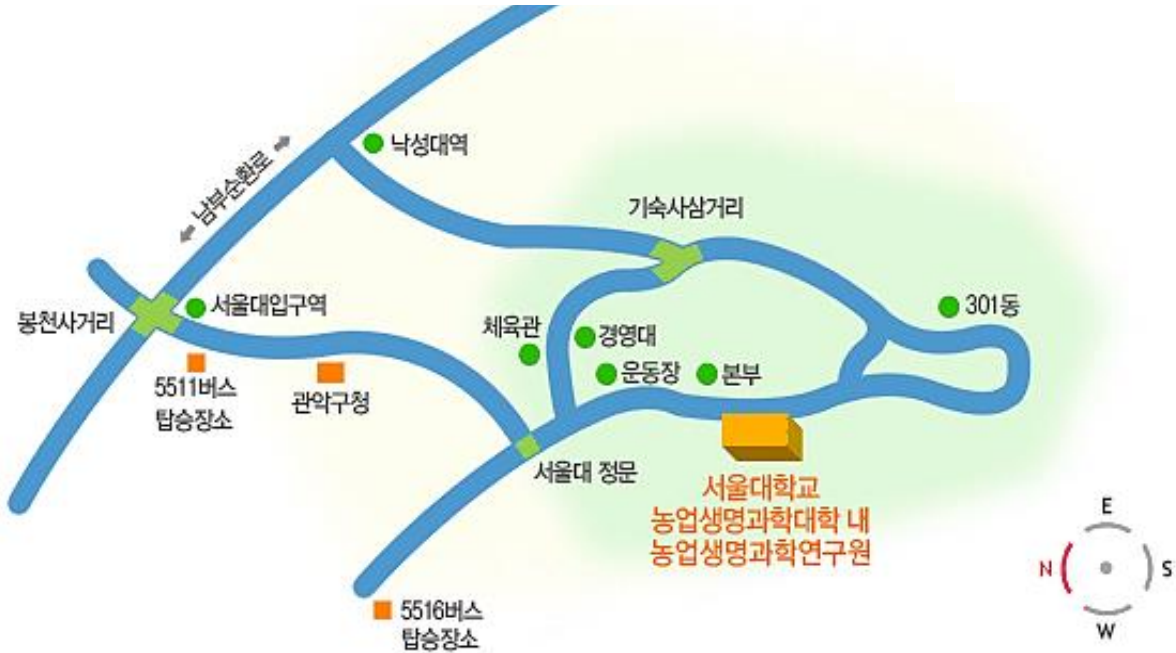 낙성대역
남부순환로
기숙사삼거리
서울대입구역
봉천사거리
301동
체육관
경영대
운동장
본부
5511버스
탑승장소
관악구청
서울대 정문
서울대학교
농업생명과학대학 내
농업생명과학연구원
5516버스
탑승장소
E
N
S
W